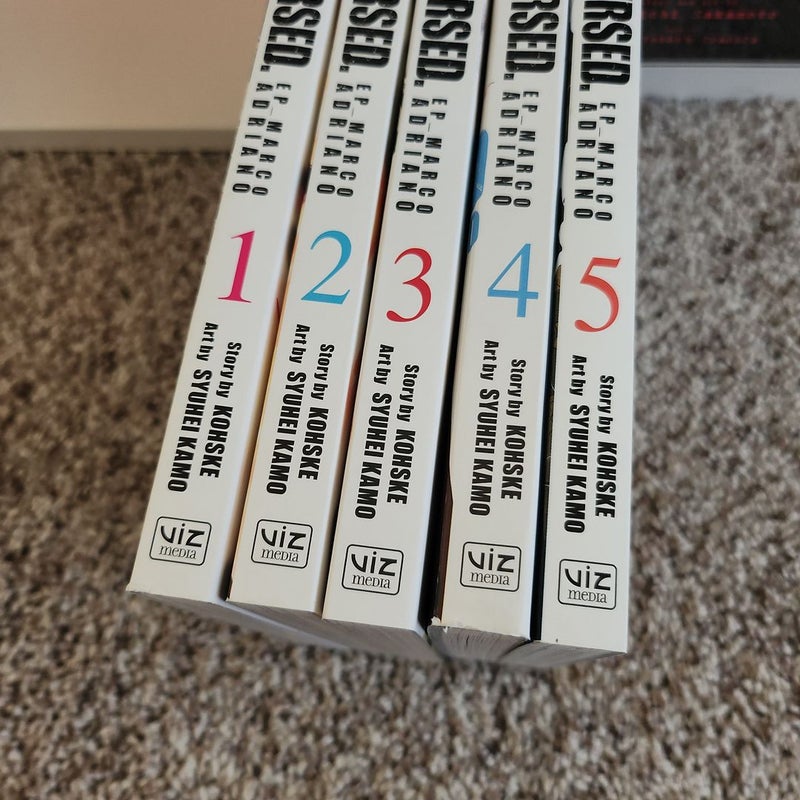 RSED.
EP_MARCO
ADRIANO
1
Story by KOHSKE
Art by SYUHEI KAMO
VIZ
media
RSED.
EP_MARCO
ADRIANO
2
Story by KOHSKE
Art by SYUHEI KAMO
VIZ
media
RSED.
EP_MARCO
ADRIANO
3
Story by KOHSKE
Art by SYUHEI KAMO
VIZ
media
RSED.
EP_MARCO
ADRIANO
4
Story by KOHSKE
Art by SYUHEI KAMO
VIZ
media
RSED.
EP_MARCO
ADRIANO
5
Story by KOHSKE
Art by SYUHEI KAMO
VIZ
media